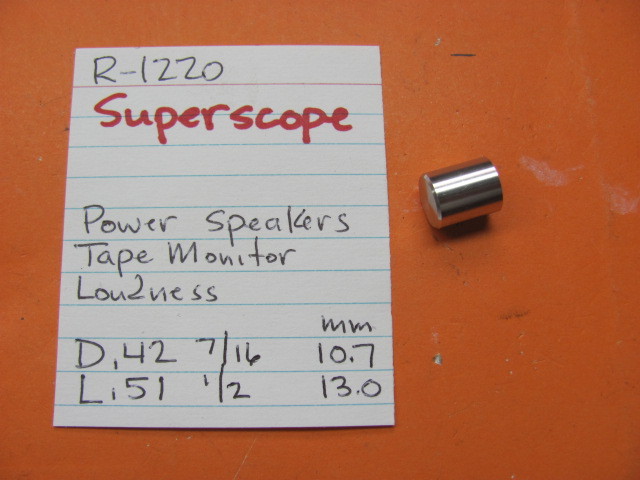 R-1220
Superscope
Power Speakers
Tape Monitor
Loudness
mm
D .42 7/16 10.7
L .51 1/2 13.0